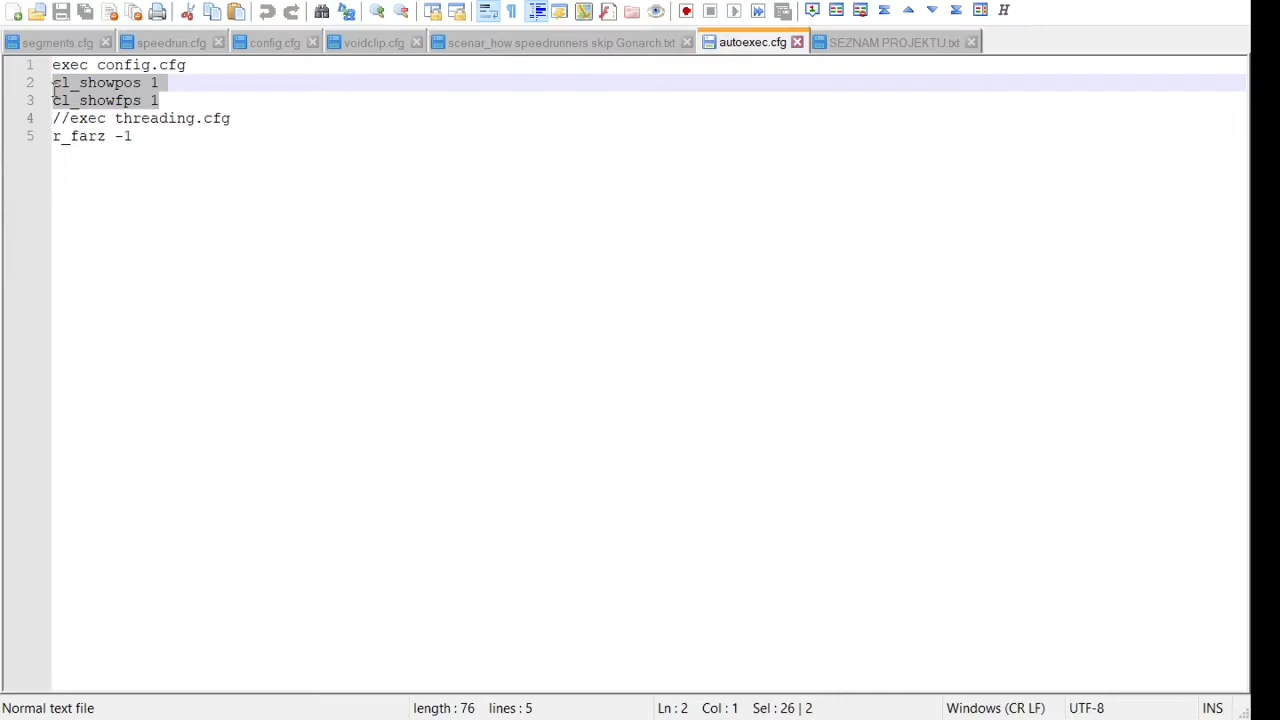 segments.cfg speedrun.cfg config.cfg voidclip.cfg scenar_how speedrunners skip Gonarch.txt autoexec.cfg SEZNAM PROJEKTU.txt
1 exec config.cfg
2 cl_showpos 1
3 cl_showfps 1
4 //exec threading.cfg
5 r_farz -1
Normal text file length : 76 lines : 5 Ln : 2 Col : 1 Sel : 26 | 2 Windows (CR LF) UTF-8 INS